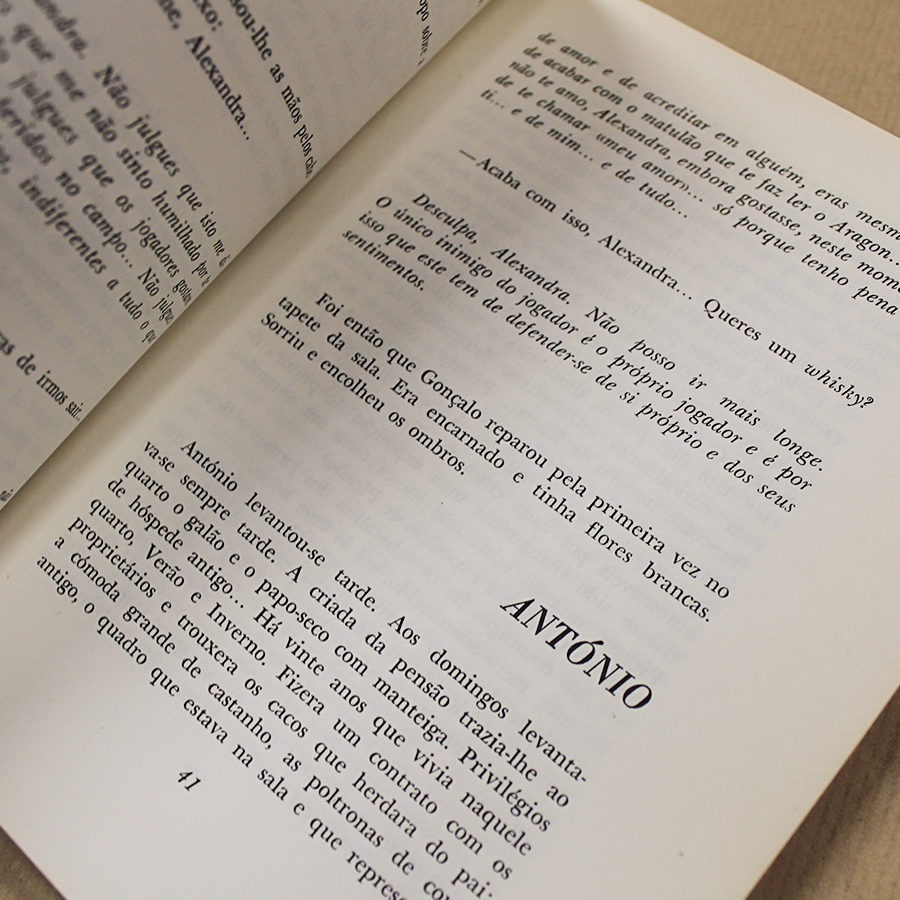 sou-lhe as mãos pelos
Alexandra...
Não julgues que isto me
que me não sinto humilhado por
julgues que os jogadores
no campo... Não
indiferentes a tudo o que
de irmos
de amor e de acreditar em alguém, eras
de acabar com o matulão que te faz ler o Aragon...
não te amo, Alexandra, embora gostasse, neste
de te chamar «meu amor»... só porque tenho pena
ti... e de mim... e de tudo...
—Acaba com isso, Alexandra... Queres um whisky?
Desculpa, Alexandra. Não posso ir mais longe.
O único inimigo do jogador é o próprio jogador e é por
isso que este tem de defender-se de si próprio e dos seus
sentimentos.
Foi então que Gonçalo reparou pela primeira vez no
tapete da sala. Era encarnado e tinha flores brancas.
Sorriu e encolheu os ombros.
ANTÓNIO
António levantou-se tarde. Aos domingos levanta-
va-se sempre tarde. A criada da pensão trazia-lhe ao
quarto o galão e o papo-seco com manteiga. Privilégios
de hóspede antigo... Há vinte anos que vivia naquele
quarto, Verão e Inverno. Fizera um contrato com os
proprietários e trouxera os cacos que herdara do pai:
a cómoda grande de castanho, as poltronas de
antigo, o quadro que estava na sala e que
41